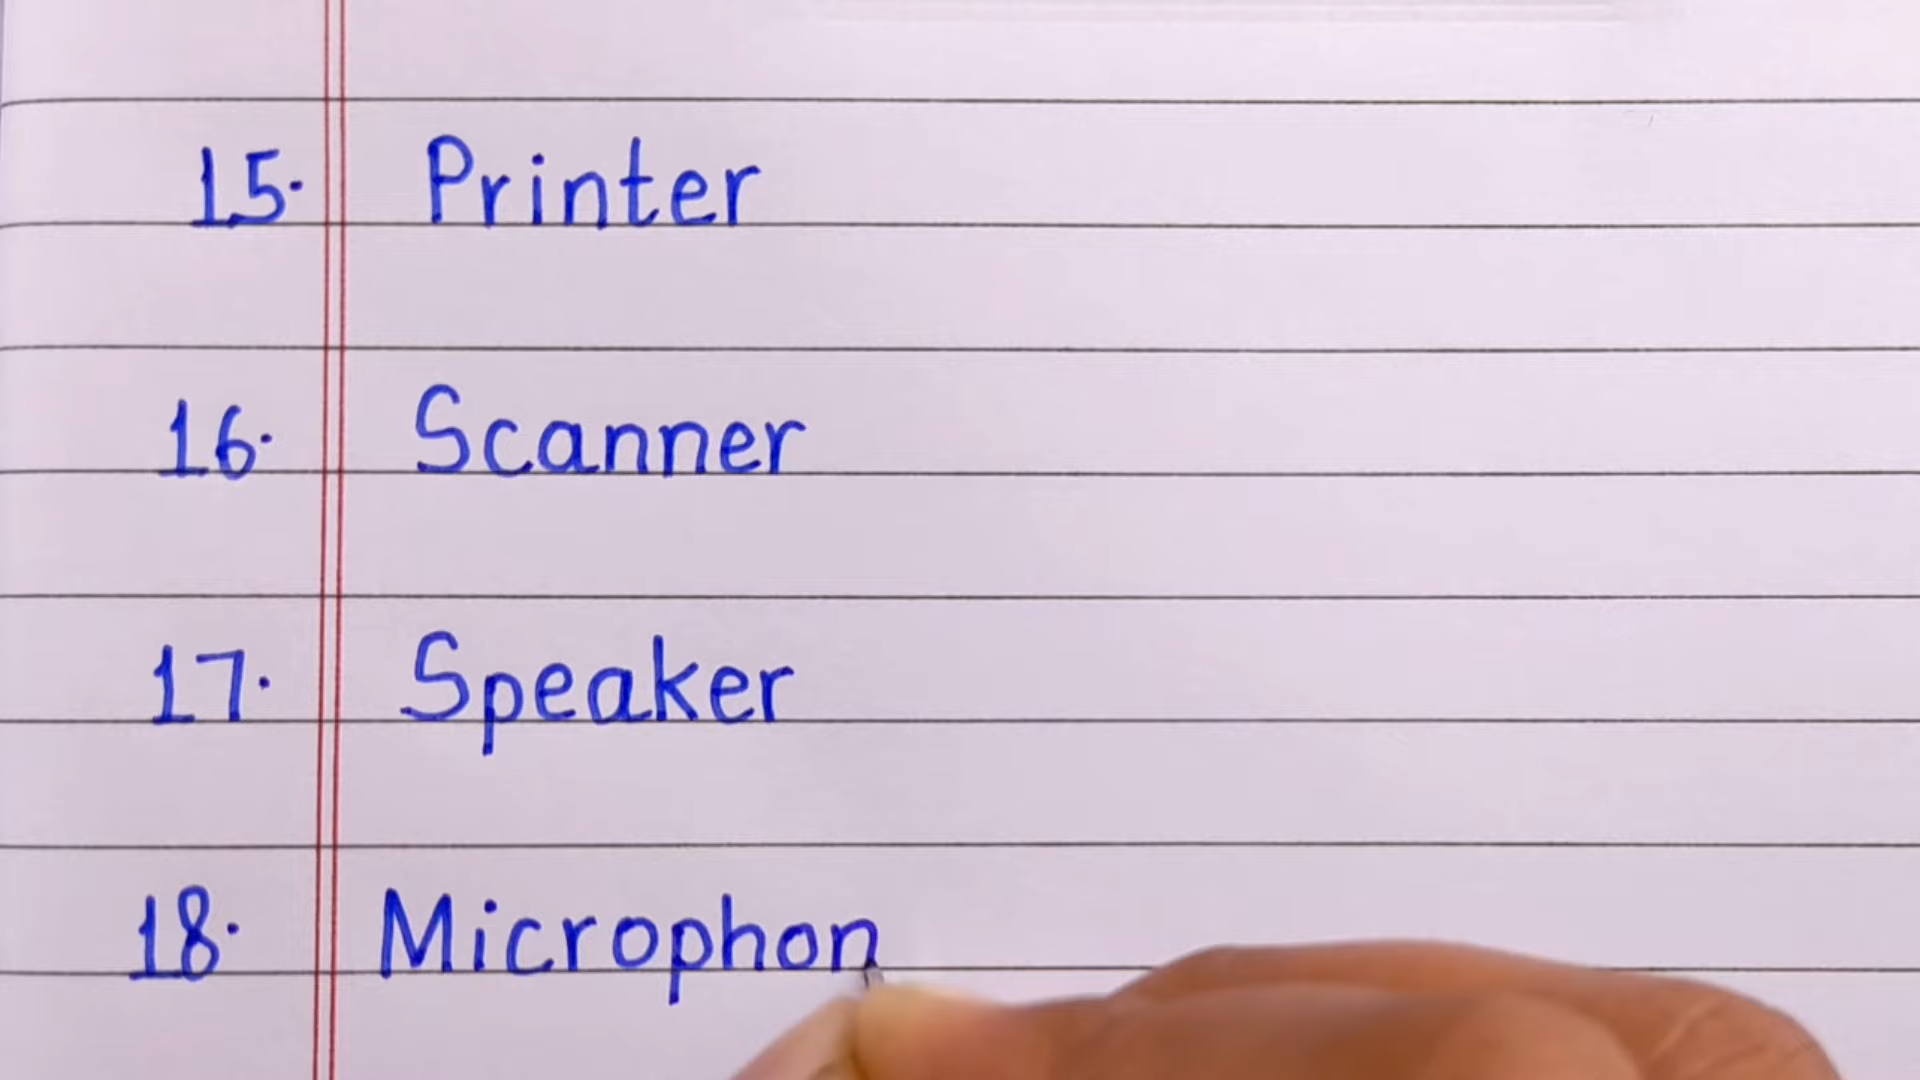 15. Printer
16. Scanner
17. Speaker
18. Microphon